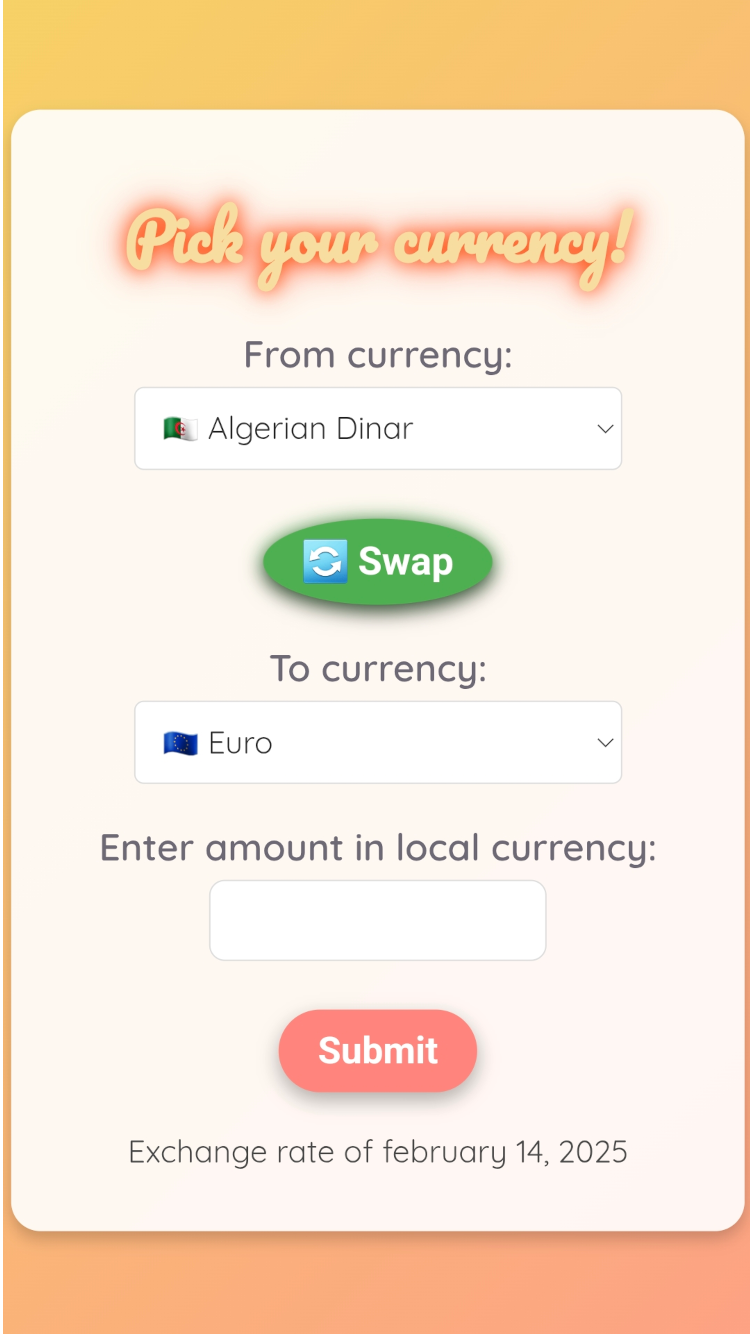 Pick your currency!
From currency:
🇩🇿 Algerian Dinar
🔄 Swap
To currency:
🇪🇺 Euro
Enter amount in local currency:
Submit
Exchange rate of february 14, 2025